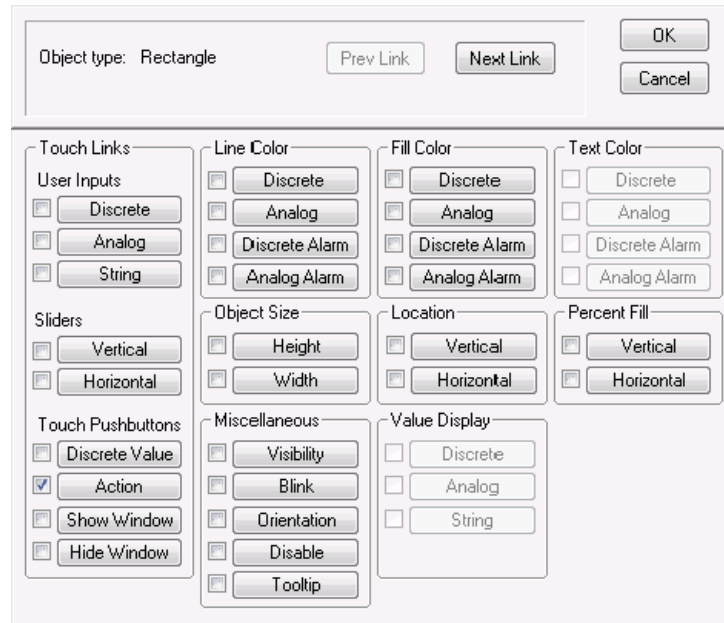 Object type: Rectangle
Prev Link
Next Link
OK
Cancel
Touch Links
User Inputs
Discrete
Analog
String
Sliders
Vertical
Horizontal
Touch Pushbuttons
Discrete Value
Action
Show Window
Hide Window
Line Color
Discrete
Analog
Discrete Alarm
Analog Alarm
Object Size
Height
Width
Miscellaneous
Visibility
Blink
Orientation
Disable
Tooltip
Fill Color
Discrete
Analog
Discrete Alarm
Analog Alarm
Location
Vertical
Horizontal
Value Display
Discrete
Analog
String
Text Color
Discrete
Analog
Discrete Alarm
Analog Alarm
Percent Fill
Vertical
Horizontal